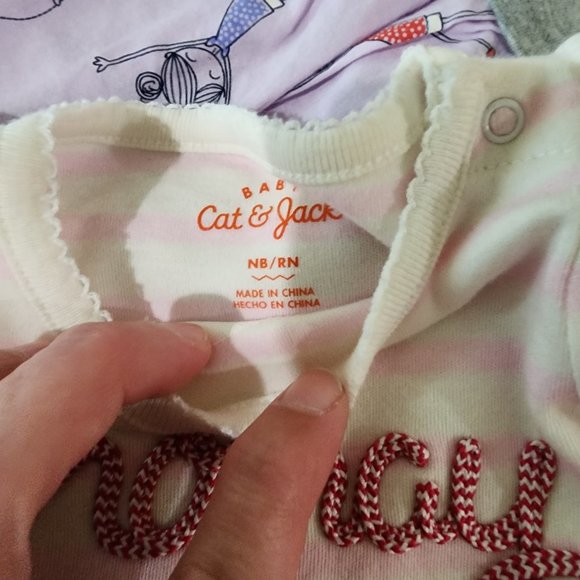 BABY
Cat & Jack
NB/RN
MADE IN CHINA
HECHO EN CHINA